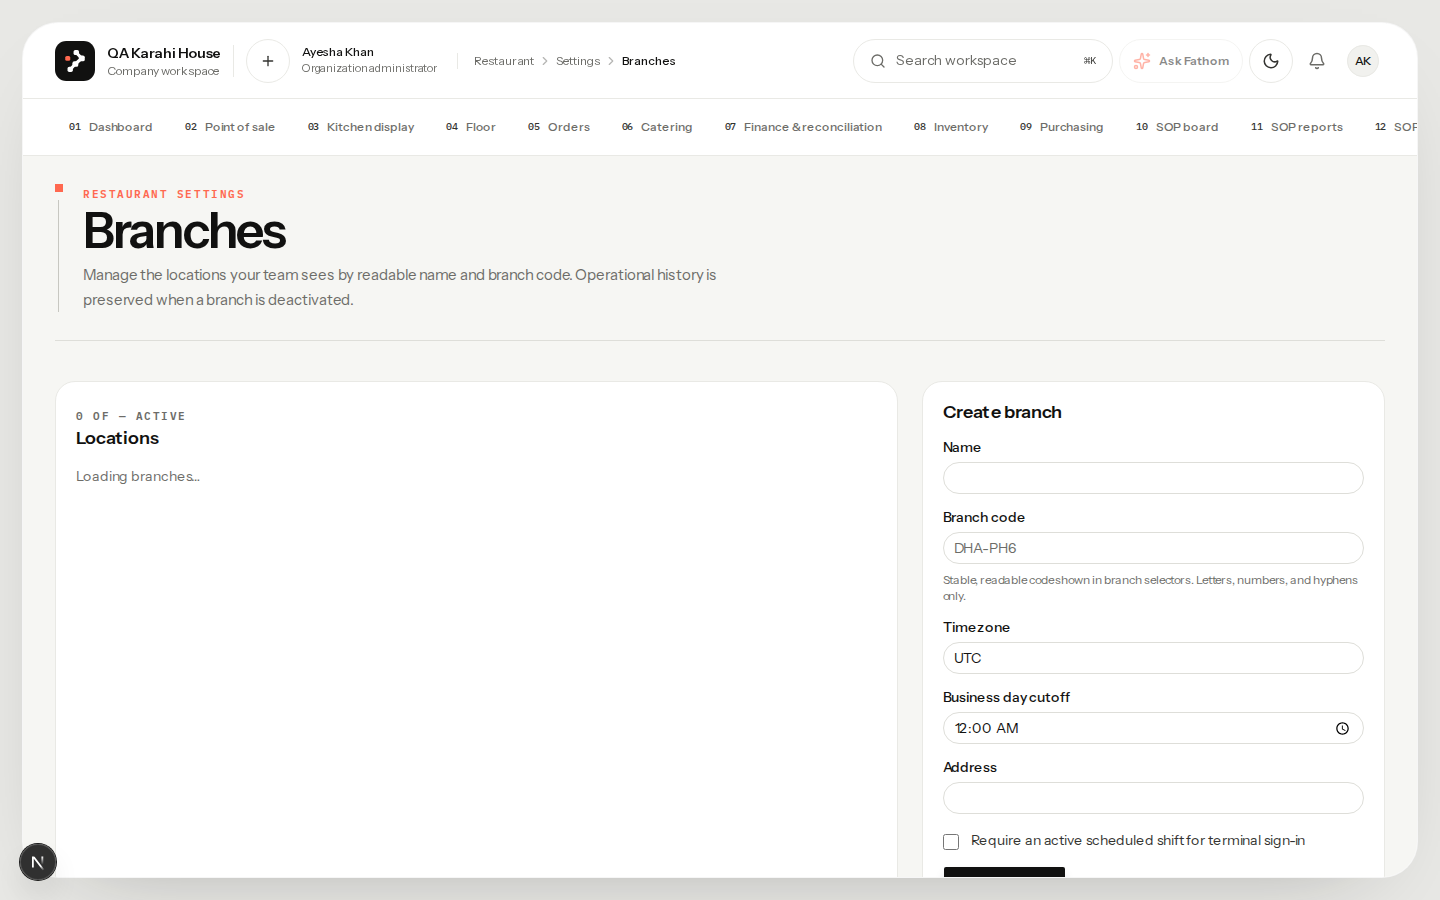 QA Karahi House
Company workspace
Ayesha Khan
Organization administrator
Restaurant > Settings > Branches
Search workspace ⌘K
Ask Fathom
AK
01 Dashboard
02 Point of sale
03 Kitchen display
04 Floor
05 Orders
06 Catering
07 Finance & reconciliation
08 Inventory
09 Purchasing
10 SOP board
11 SOP reports
12 SOP
RESTAURANT SETTINGS
Branches
Manage the locations your team sees by readable name and branch code. Operational history is
preserved when a branch is deactivated.
0 OF — ACTIVE
Locations
Loading branches…
Create branch
Name
Branch code
DHA-PH6
Stable, readable code shown in branch selectors. Letters, numbers, and hyphens
only.
Timezone
UTC
Business day cutoff
12:00 AM
Address
Require an active scheduled shift for terminal sign-in
N